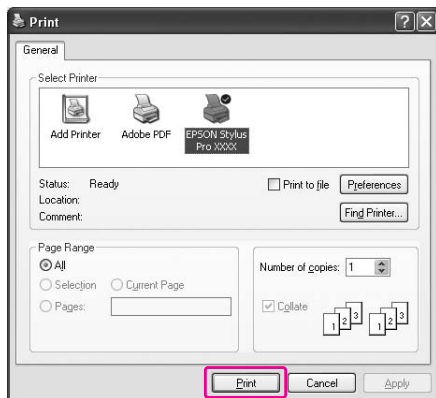 Print
General
Select Printer
Add Printer
Adobe PDF
EPSON Stylus
Pro XXXX
Status: Ready
Location:
Comment:
Print to file
Preferences
Find Printer...
Page Range
All
Selection
Current Page
Pages:
Number of copies: 1
Collate
1 2 3 1 2 3
Print
Cancel
Apply